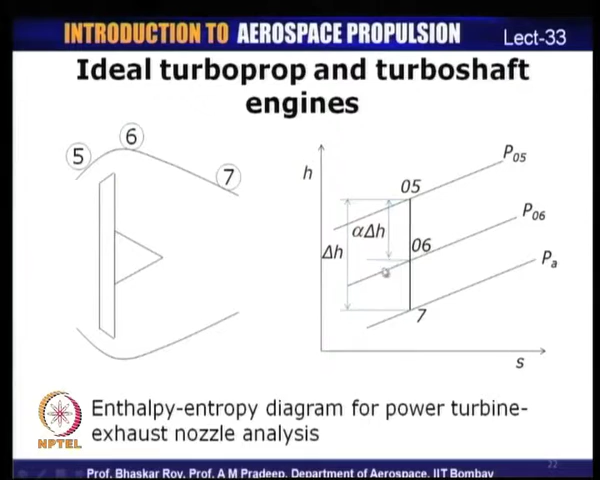 INTRODUCTION TO AEROSPACE PROPULSION
Lect-33
Ideal turboprop and turboshaft
engines
5
6
7
h
P05
05
P06
αΔh
06
Δh
Pa
7
s
Enthalpy-entropy diagram for power turbine-
exhaust nozzle analysis
NPTEL
22
Prof. Bhaskar Roy, Prof. A M Pradeep, Department of Aerospace, IIT Bombay